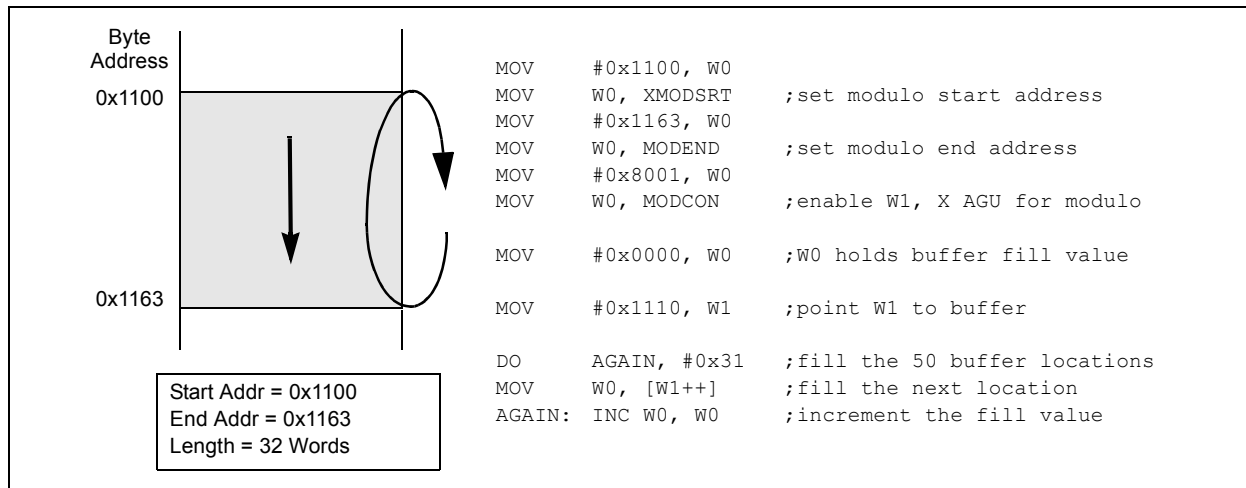 Byte
Address
0x1100
0x1163
Start Addr = 0x1100
End Addr = 0x1163
Length = 32 Words
MOV #0x1100, W0
MOV W0, XMODSRT ;set modulo start address
MOV #0x1163, W0
MOV W0, MODEND ;set modulo end address
MOV #0x8001, W0
MOV W0, MODCON ;enable W1, X AGU for modulo
MOV #0x0000, W0 ;W0 holds buffer fill value
MOV #0x1110, W1 ;point W1 to buffer
DO AGAIN, #0x31 ;fill the 50 buffer locations
MOV W0, [W1++] ;fill the next location
AGAIN: INC W0, W0 ;increment the fill value